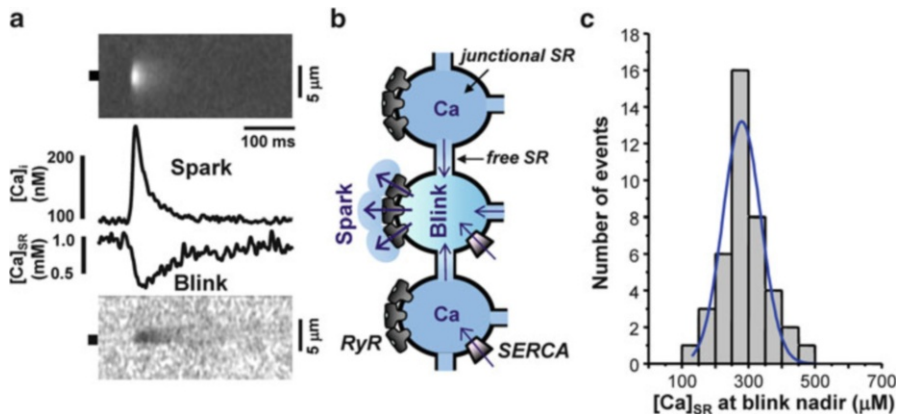 a
5 µm
100 ms
[Ca]i
(nM)
200
100
Spark
[Ca]SR
(mM)
1.0
0.5
Blink
5 µm
b
junctional SR
Ca
free SR
Spark
Blink
Ca
RyR
SERCA
c
Number of events
18
16
14
12
10
8
6
4
2
0
100 300 500 700
[Ca]SR at blink nadir (µM)